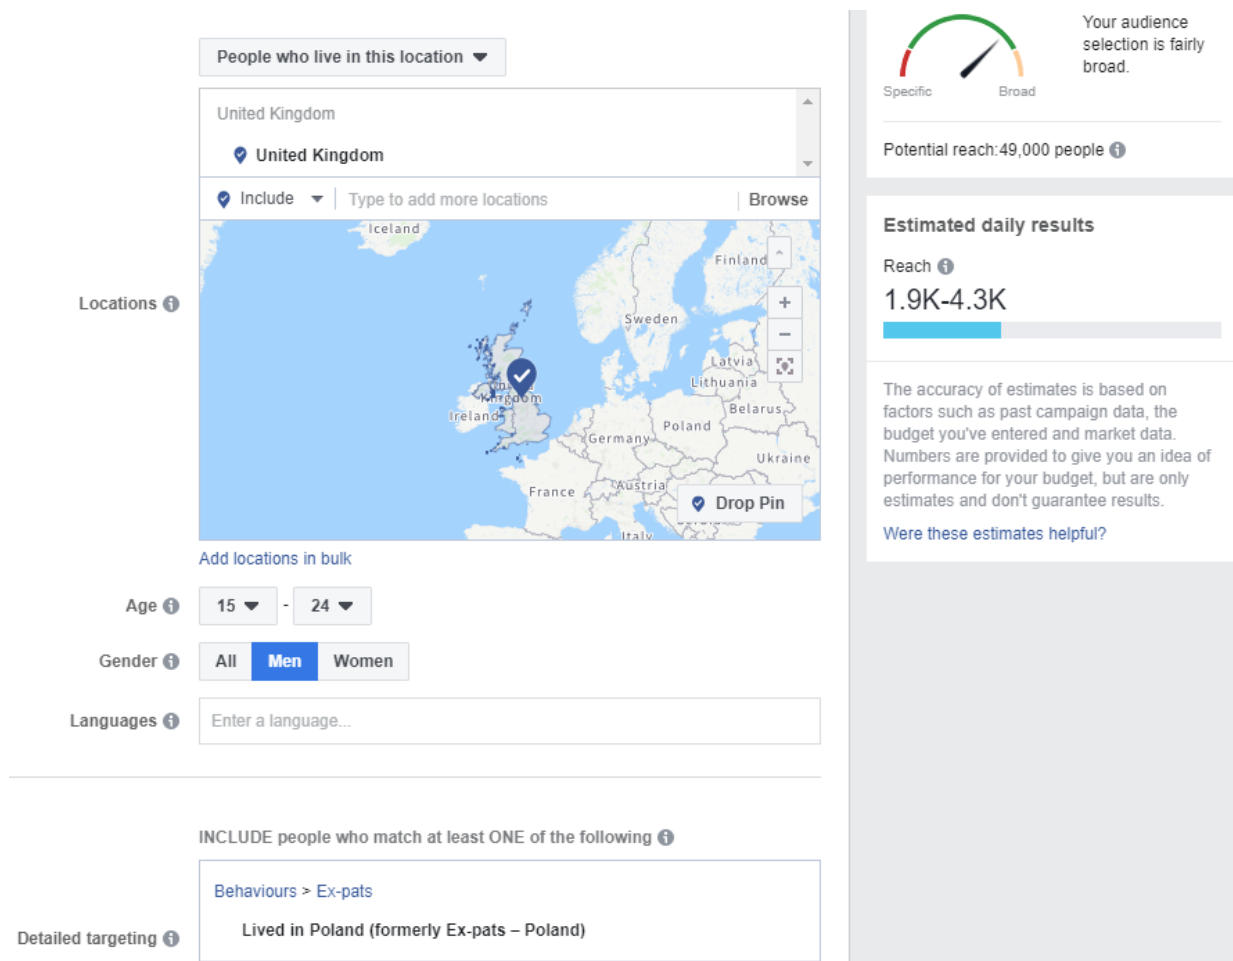 People who live in this location
United Kingdom
United Kingdom
Include
Type to add more locations
Browse
Iceland
Finland
Sweden
Latvia
Lithuania
Kingdom
Ireland
Belarus
Poland
Germany
Ukraine
France
Austria
Italy
Drop Pin
Locations
Add locations in bulk
Age 15 - 24
Gender All Men Women
Languages Enter a language...
INCLUDE people who match at least ONE of the following
Behaviours > Ex-pats
Lived in Poland (formerly Ex-pats – Poland)
Detailed targeting
Your audience
selection is fairly
broad.
Specific Broad
Potential reach:49,000 people
Estimated daily results
Reach
1.9K-4.3K
The accuracy of estimates is based on
factors such as past campaign data, the
budget you've entered and market data.
Numbers are provided to give you an idea of
performance for your budget, but are only
estimates and don't guarantee results.
Were these estimates helpful?